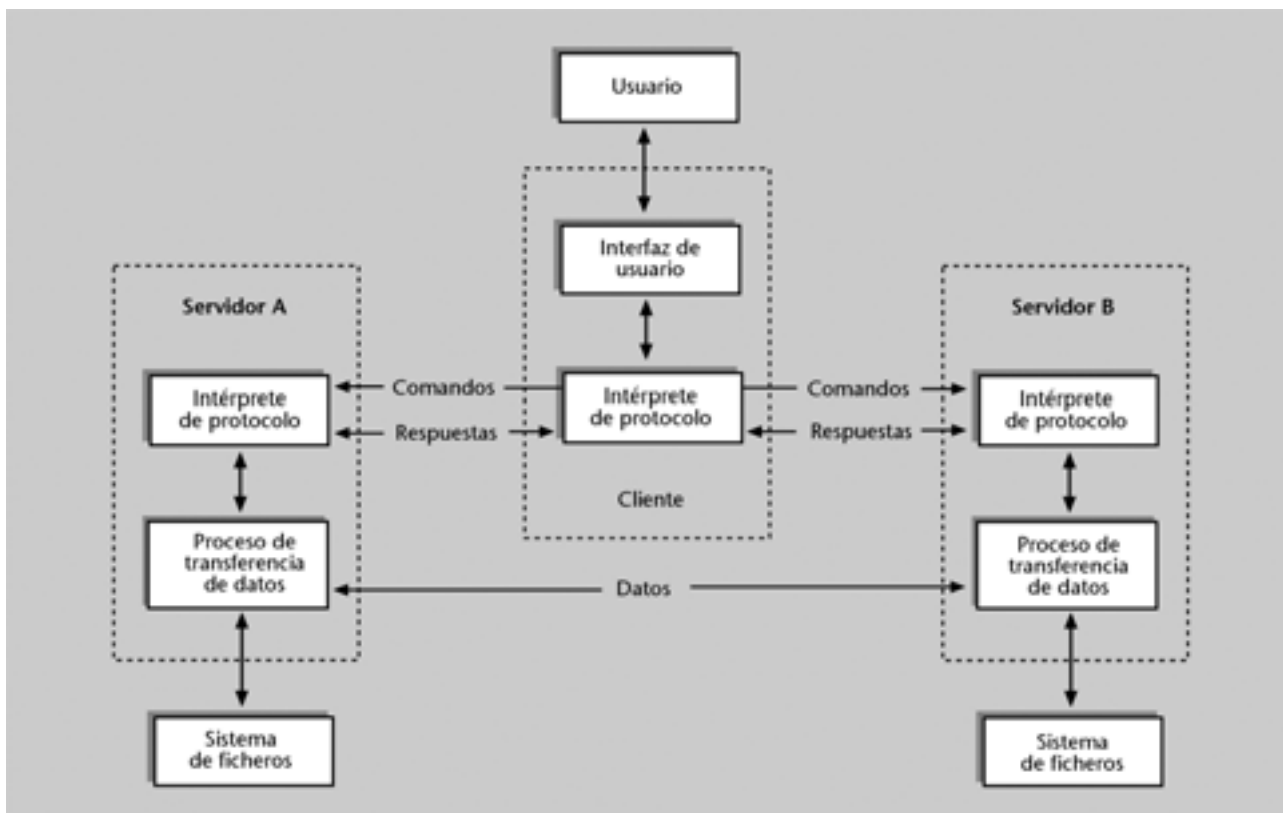 Usuario
Interfaz de
usuario
Servidor A
Servidor B
Intérprete
de protocolo
Comandos
Respuestas
Intérprete
de protocolo
Comandos
Respuestas
Intérprete
de protocolo
Cliente
Proceso de
transferencia
de datos
Datos
Proceso de
transferencia
de datos
Sistema
de ficheros
Sistema
de ficheros